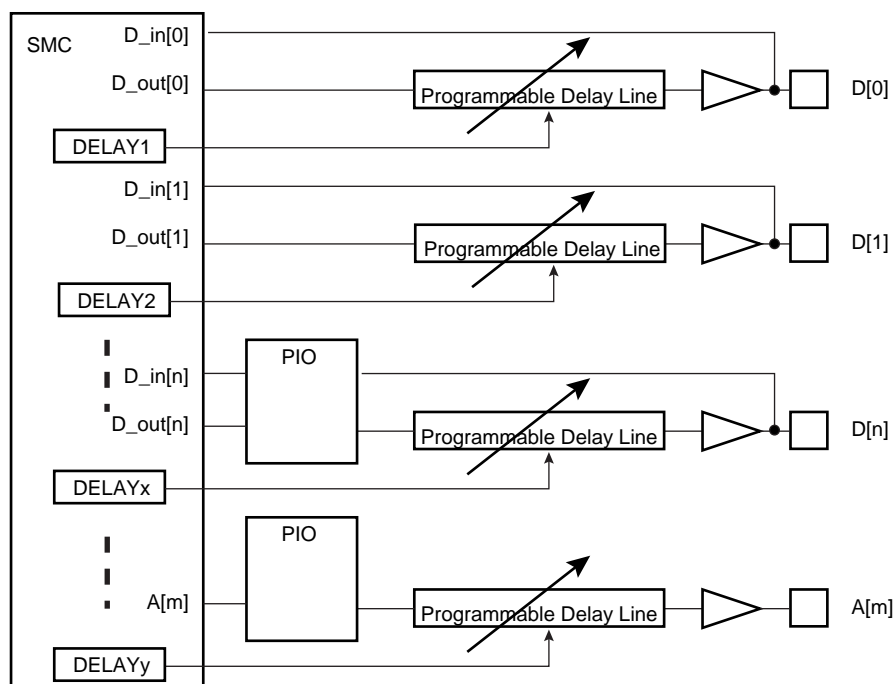 SMC
D_in[0]
D_out[0]
Programmable Delay Line
D[0]
DELAY1
D_in[1]
D_out[1]
Programmable Delay Line
D[1]
DELAY2
PIO
D_in[n]
D_out[n]
Programmable Delay Line
D[n]
DELAYx
PIO
A[m]
Programmable Delay Line
A[m]
DELAYy